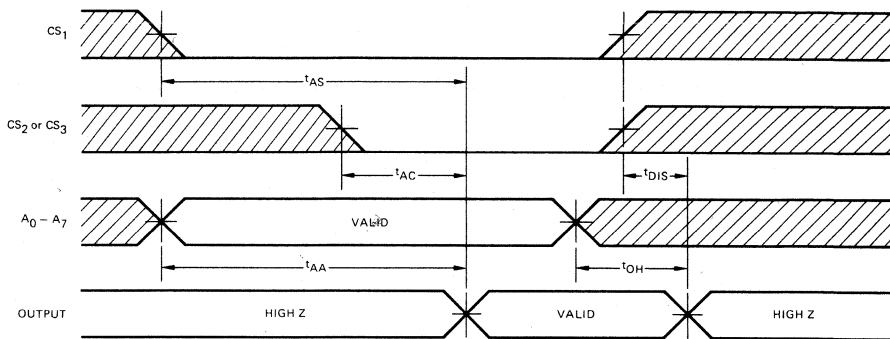 CS1
tAS
CS2 or CS3
tAC
tDIS
A0 – A7
VALID
tAA
tOH
OUTPUT
HIGH Z
VALID
HIGH Z